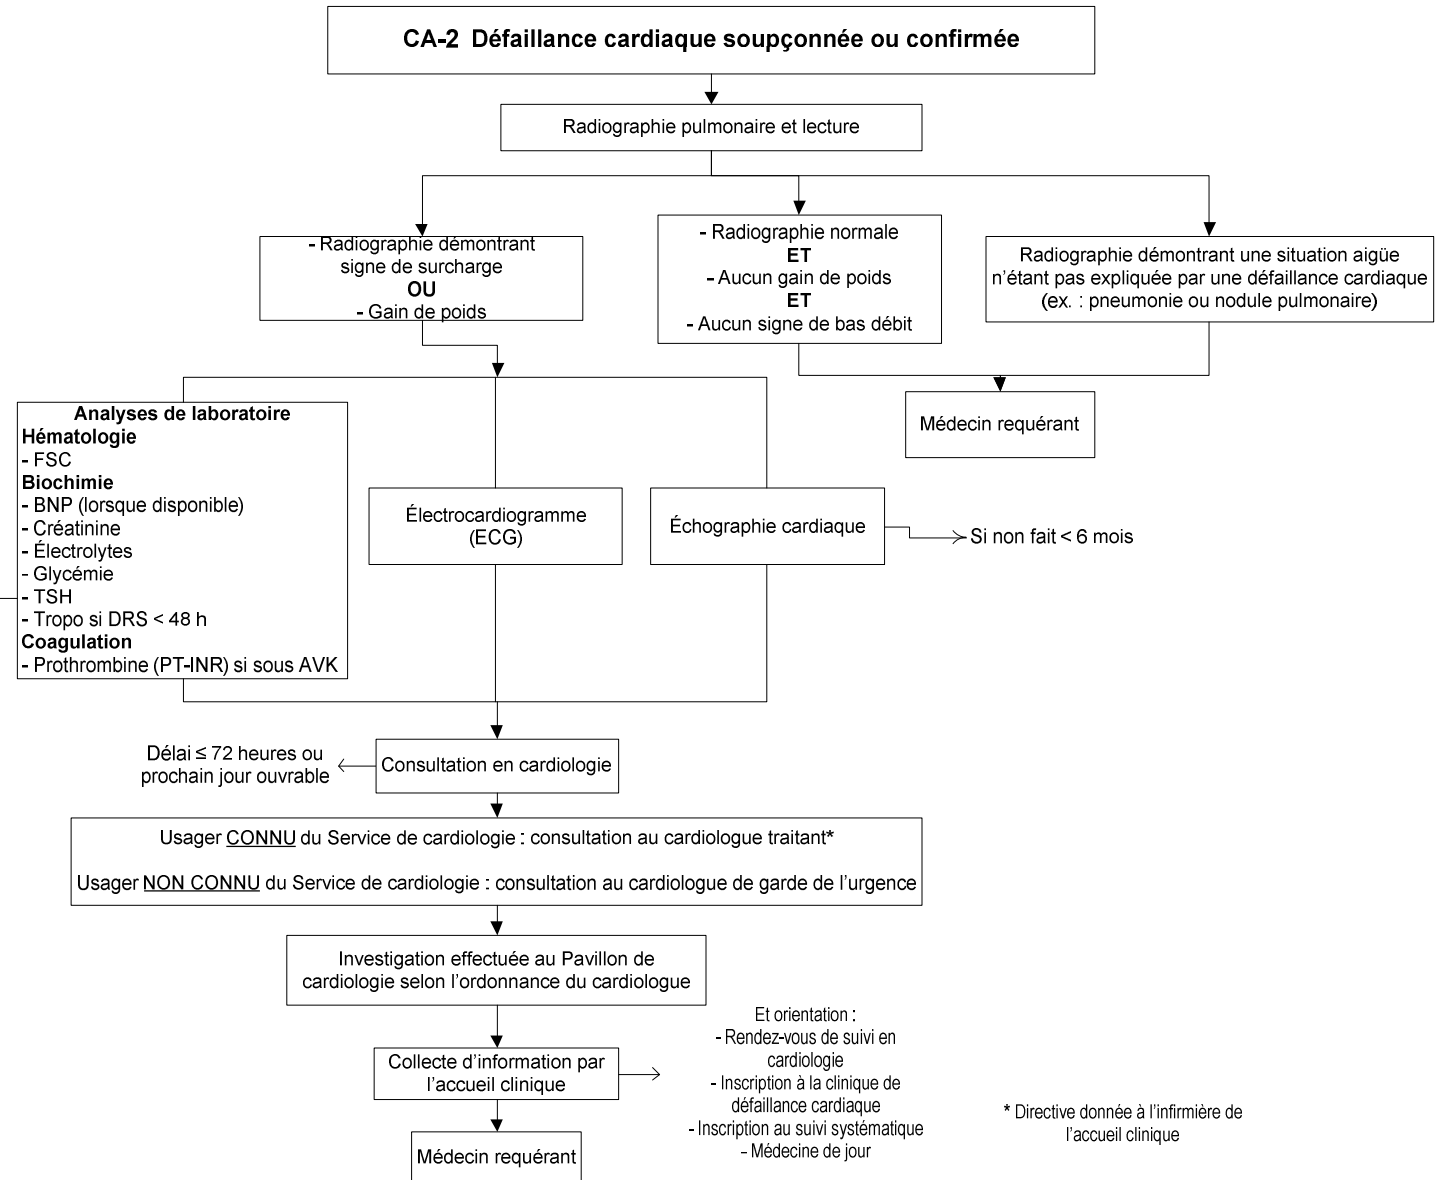 CA-2 Défaillance cardiaque soupçonnée ou confirmée
Radiographie pulmonaire et lecture
- Radiographie démontrant
signe de surcharge
OU
- Gain de poids
- Radiographie normale
ET
- Aucun gain de poids
ET
- Aucun signe de bas débit
Radiographie démontrant une situation aigüe
n'étant pas expliquée par une défaillance cardiaque
(ex. : pneumonie ou nodule pulmonaire)
Médecin requérant
Analyses de laboratoire
Hématologie
- FSC
Biochimie
- BNP (lorsque disponible)
- Créatinine
- Électrolytes
- Glycémie
- TSH
- Tropo si DRS < 48 h
Coagulation
- Prothrombine (PT-INR) si sous AVK
Électrocardiogramme
(ECG)
Échographie cardiaque
Si non fait < 6 mois
Délai ≤ 72 heures ou
prochain jour ouvrable
Consultation en cardiologie
Usager CONNU du Service de cardiologie : consultation au cardiologue traitant*
Usager NON CONNU du Service de cardiologie : consultation au cardiologue de garde de l'urgence
Investigation effectuée au Pavillon de
cardiologie selon l'ordonnance du cardiologue
Collecte d'information par
l'accueil clinique
Et orientation :
- Rendez-vous de suivi en
cardiologie
- Inscription à la clinique de
défaillance cardiaque
- Inscription au suivi systématique
- Médecine de jour
* Directive donnée à l'infirmière de
l'accueil clinique
Médecin requérant